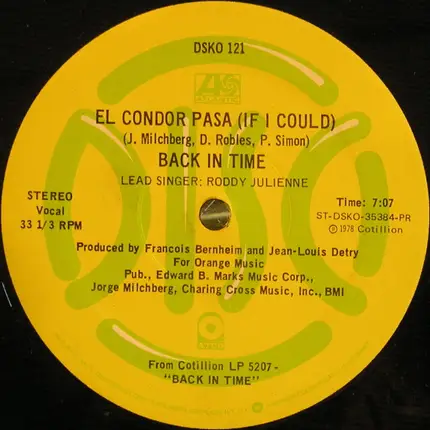 DSKO 121
ATLANTIC
EL CONDOR PASA (IF I COULD)
(J. Milchberg, D. Robles, P. Simon)
BACK IN TIME
LEAD SINGER: RODDY JULIENNE
STEREO
Vocal
33 1/3 RPM
Time: 7:07
ST-DSKO-35384-PR
℗ 1978 Cotillion
Produced by Francois Bernheim and Jean-Louis Detry
For Orange Music
Pub., Edward B. Marks Music Corp.,
Jorge Milchberg, Charing Cross Music, Inc., BMI
From Cotillion LP 5207-
"BACK IN TIME"